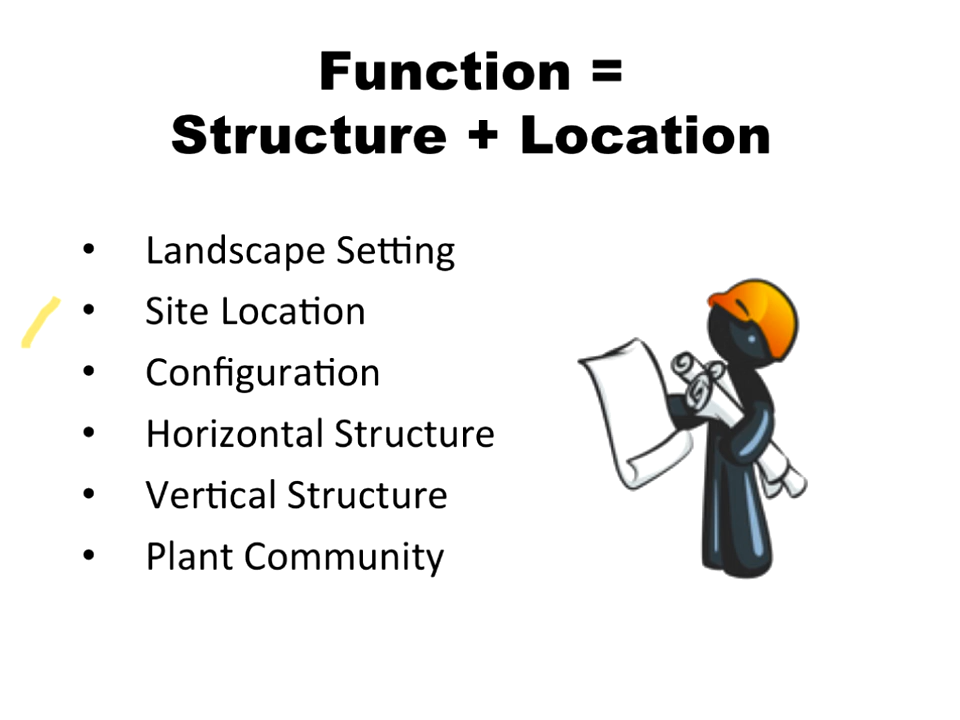 Function =
Structure + Location
• Landscape Setting
• Site Location
• Configuration
• Horizontal Structure
• Vertical Structure
• Plant Community